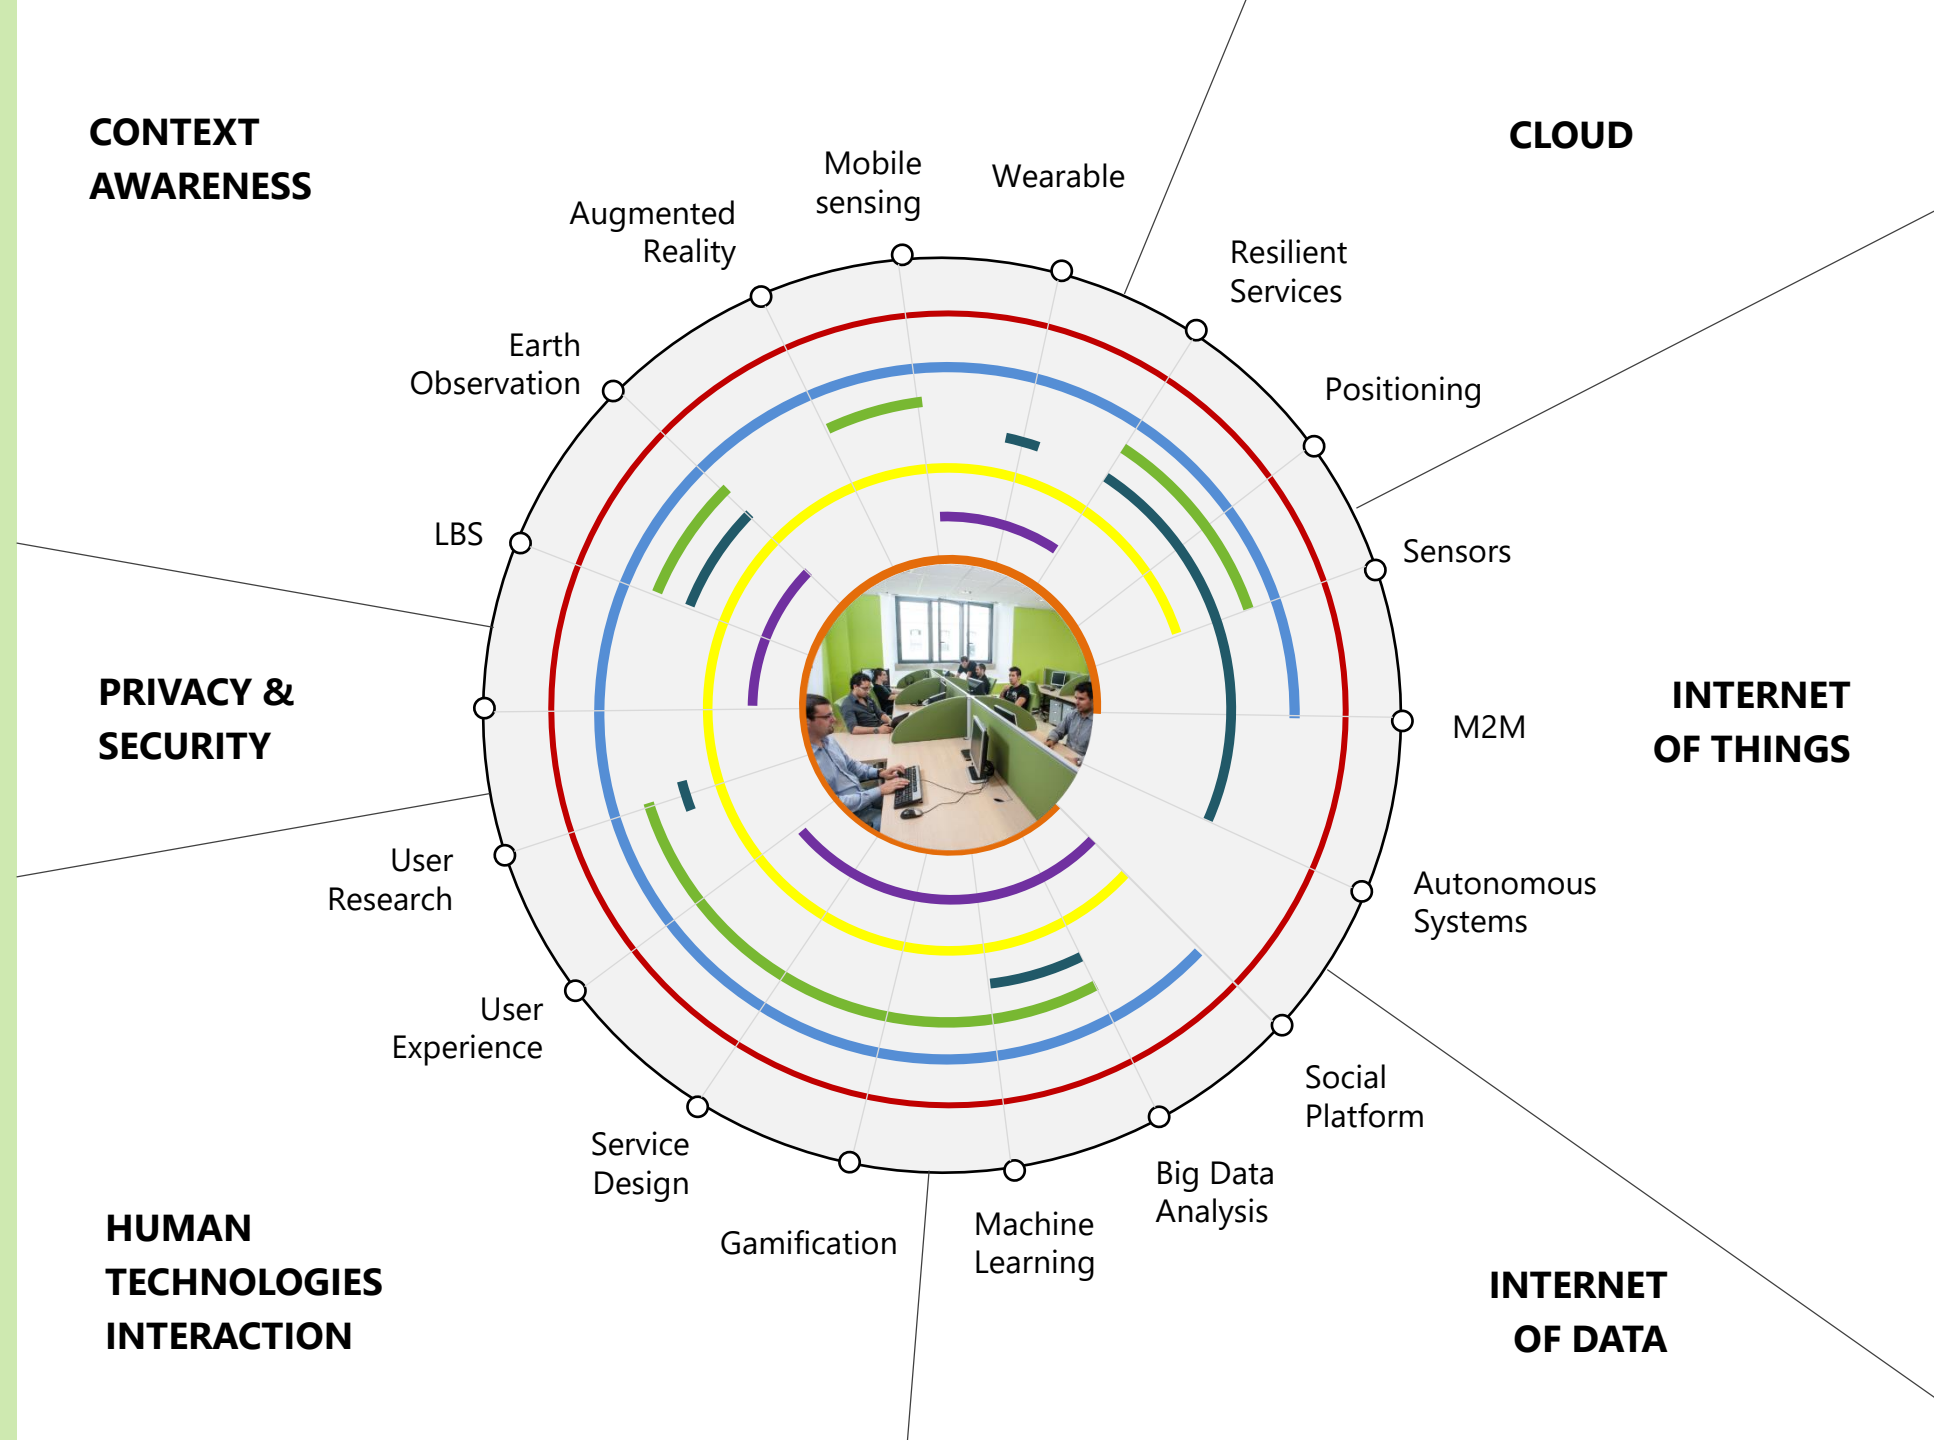 CONTEXT
AWARENESS
CLOUD
Mobile
sensing
Wearable
Augmented
Reality
Resilient
Services
Earth
Observation
Positioning
LBS
Sensors
PRIVACY &
SECURITY
M2M
INTERNET
OF THINGS
User
Research
Autonomous
Systems
User
Experience
Social
Platform
Service
Design
Big Data
Analysis
Gamification
Machine
Learning
HUMAN
TECHNOLOGIES
INTERACTION
INTERNET
OF DATA